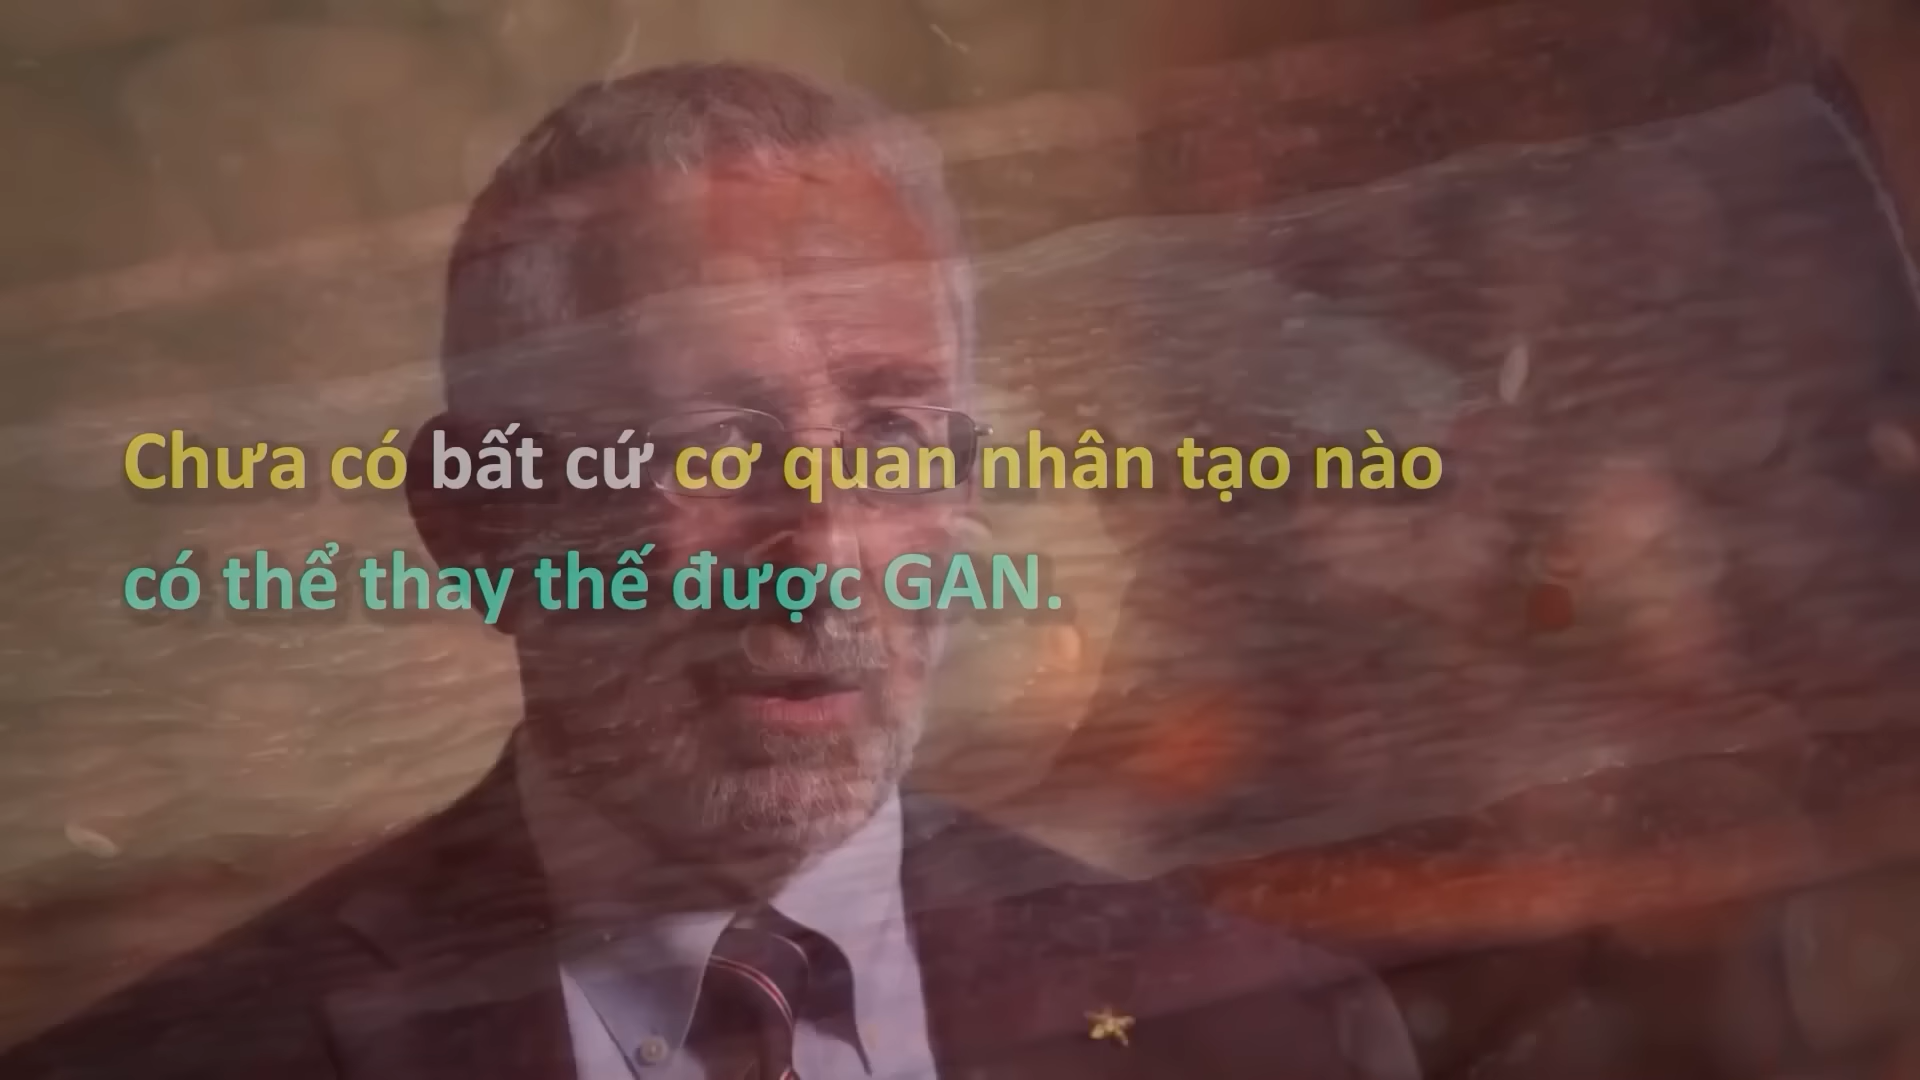 Chưa có bất cứ cơ quan nhân tạo nào
có thể thay thế được GAN.